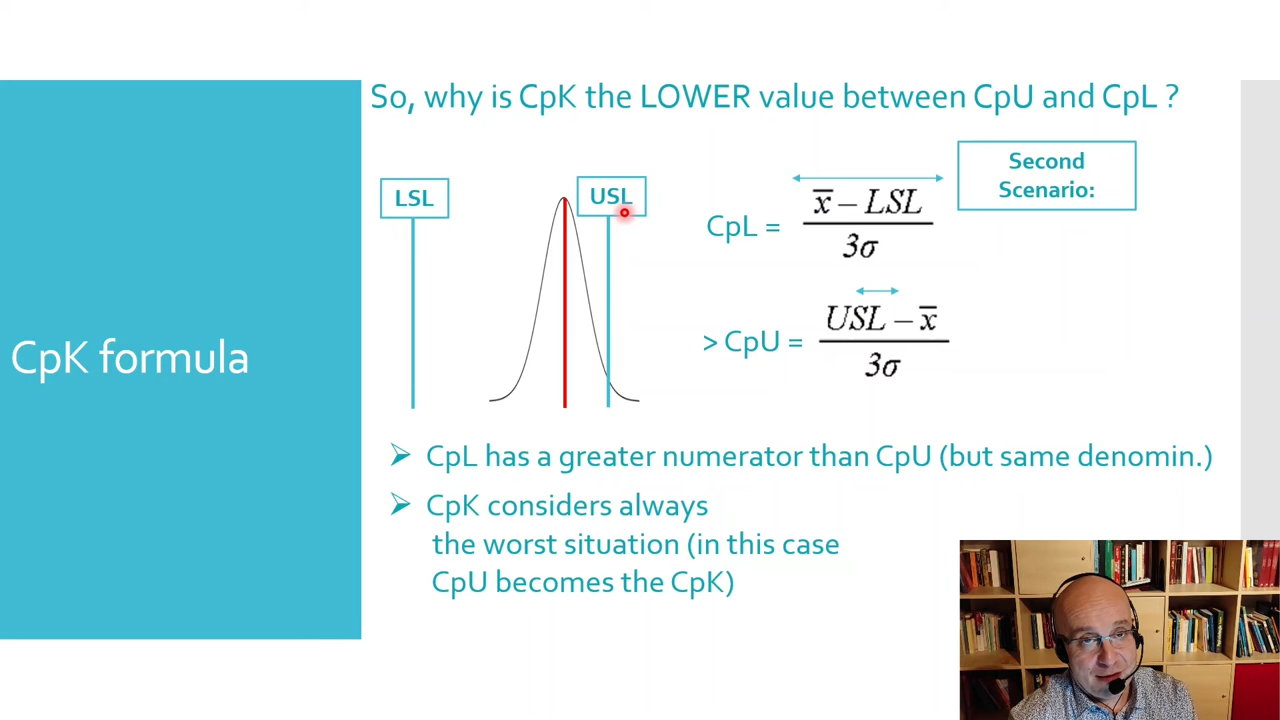 So, why is CpK the LOWER value between CpU and CpL ?
CpK formula
LSL
USL
Second
Scenario:
CpL = x̅ – LSL
3σ
> CpU = USL – x̅
3σ
➢ CpL has a greater numerator than CpU (but same denomin.)
➢ CpK considers always
the worst situation (in this case
CpU becomes the CpK)